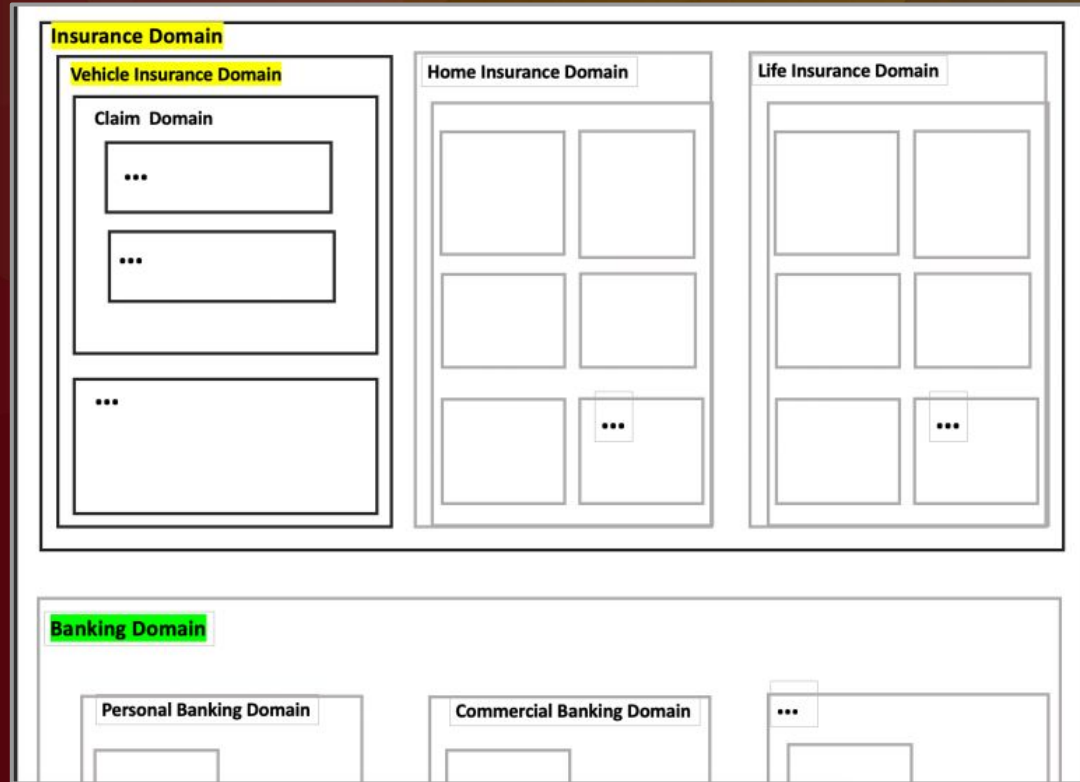 Insurance Domain
Vehicle Insurance Domain
Home Insurance Domain
Life Insurance Domain
Claim Domain
...
...
...
...
...
Banking Domain
Personal Banking Domain
Commercial Banking Domain
...